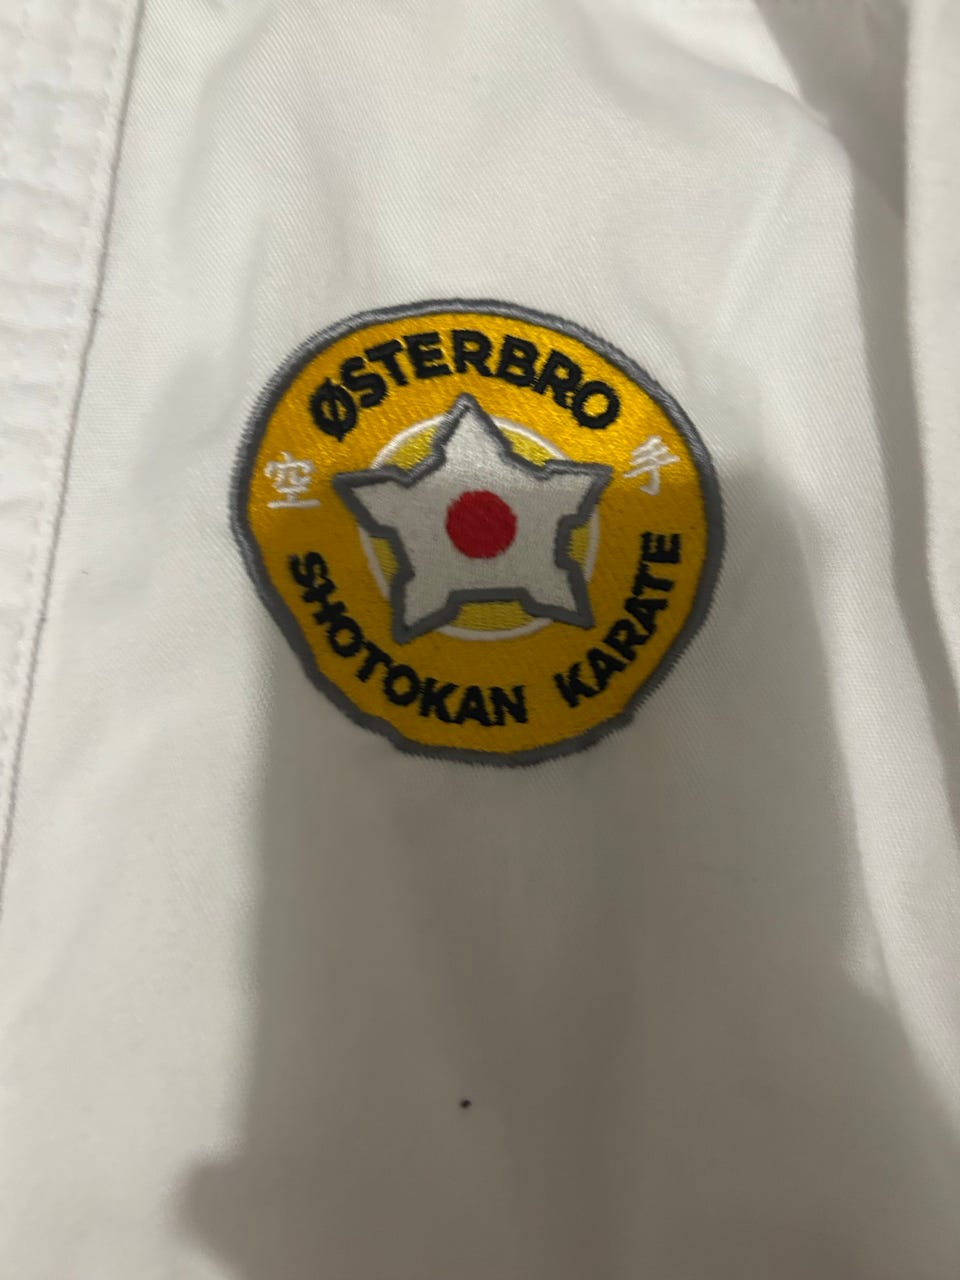 ØSTERBRO
空 手
SHOTOKAN KARATE